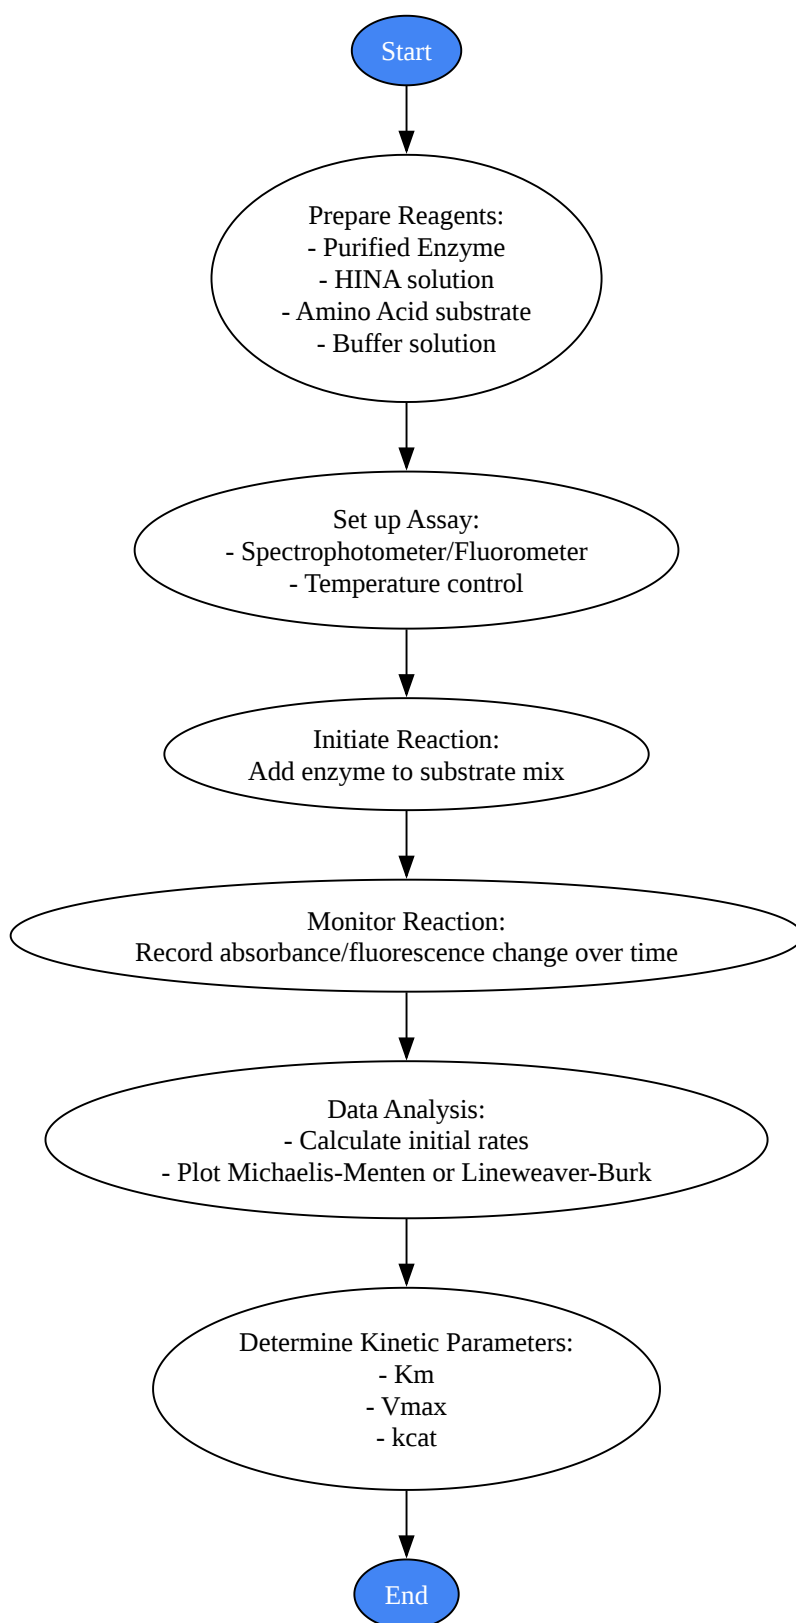 Start
Prepare Reagents:
- Purified Enzyme
- HINA solution
- Amino Acid substrate
- Buffer solution
Set up Assay:
- Spectrophotometer/Fluorometer
- Temperature control
Initiate Reaction:
Add enzyme to substrate mix
Monitor Reaction:
Record absorbance/fluorescence change over time
Data Analysis:
- Calculate initial rates
- Plot Michaelis-Menten or Lineweaver-Burk
Determine Kinetic Parameters:
- Km
- Vmax
- kcat
End